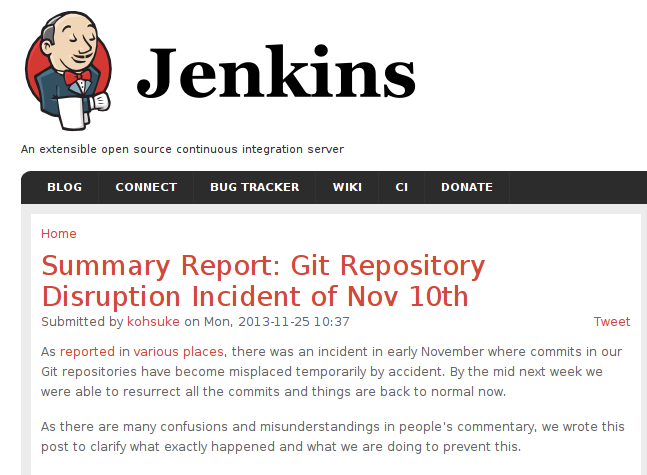 Jenkins
An extensible open source continuous integration server
BLOG CONNECT BUG TRACKER WIKI CI DONATE
Home
Summary Report: Git Repository
Disruption Incident of Nov 10th
Submitted by kohsuke on Mon, 2013-11-25 10:37 Tweet
As reported in various places, there was an incident in early November where commits in our
Git repositories have become misplaced temporarily by accident. By the mid next week we
were able to resurrect all the commits and things are back to normal now.
As there are many confusions and misunderstandings in people's commentary, we wrote this
post to clarify what exactly happened and what we are doing to prevent this.